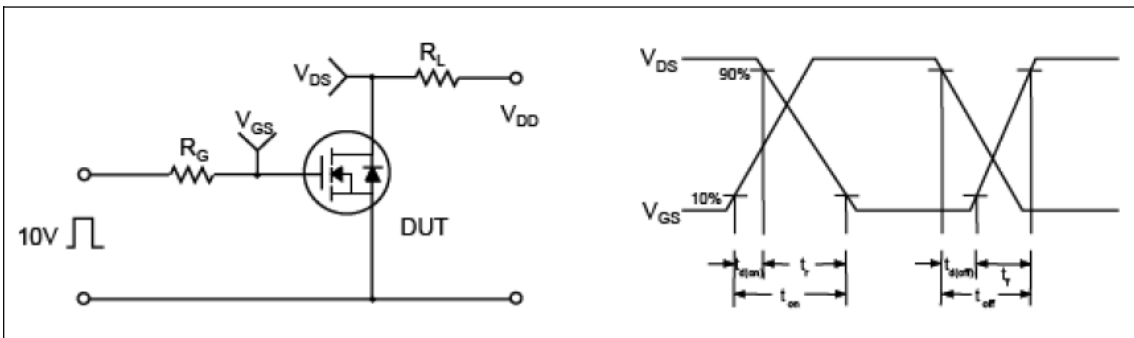 R_L
V_DS
V_DD
V_GS
R_G
10V
DUT
V_DS
90%
10%
V_GS
t_d(on)
t_r
t_d(off)
t_f
t_on
t_off